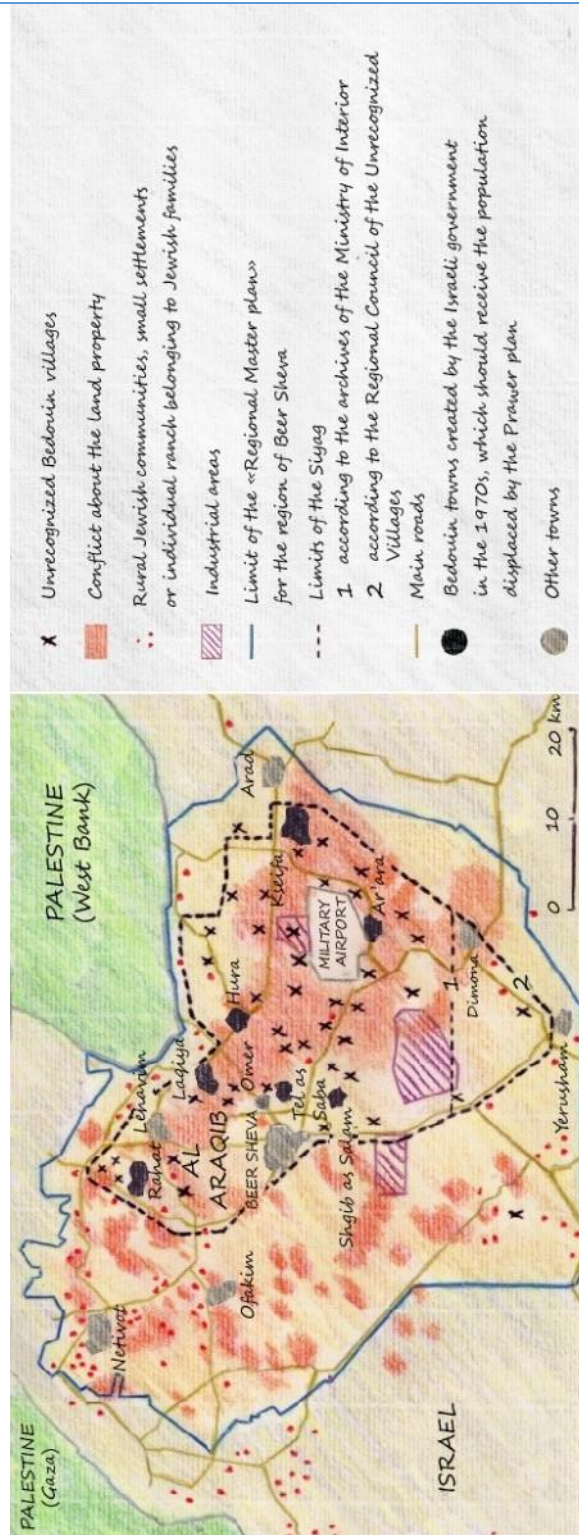 PALESTINE
(Gaza)
PALESTINE
(West Bank)
Netivot
Rahat
Lehavim
Laqiya
AL
ARAQIB
Hura
Omer
Ofakim
BEER SHEVA
Tel as
Saba
Shgib as Salam
Kseifa
Arad
MILITARY
AIRPORT
Ar'ara
1
Dimona
2
Yerusham
ISRAEL
0 10 20 km
Unrecognized Bedouin villages
Conflict about the land property
Rural Jewish communities, small settlements
or individual ranch belonging to Jewish families
Industrial areas
Limit of the «Regional Master plan»
for the region of Beer Sheva
Limits of the Siyag
1 according to the archives of the Ministry of Interior
2 according to the Regional Council of the Unrecognized
Villages
Main roads
Bedouin towns created by the Israeli government
in the 1970s, which should receive the population
displaced by the Prawer plan
Other towns